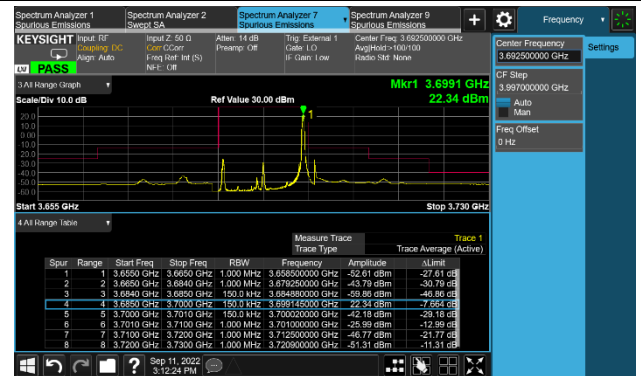 Spectrum Analyzer 1 Spectrum Analyzer 2 Spectrum Analyzer 7 Spectrum Analyzer 9 + Frequency
Spurious Emissions Swept SA Spurious Emissions Spurious Emissions
KEYSIGHT Input: RF Input Z: 50 Ω Atten: 14 dB Trig: External 1 Center Freq: 3.692500000 GHz
Coupling: DC Corr CCorr Preamp: Off Gate: LO Avg|Hold:>100/100
Align: Auto Freq Ref: Int (S) IF Gain: Low Radio Std: None
NFE: Off
LXI PASS
Center Frequency Settings
3.692500000 GHz
CF Step
3.997000000 GHz
Auto
Man
Freq Offset
0 Hz
3 All Range Graph Mkr1 3.6991 GHz
Scale/Div 10.0 dB Ref Value 30.00 dBm 22.34 dBm
1
20.0
10.0
0.0
-10.0
-20.0
-30.0
-40.0
-50.0
-60.0
Start 3.655 GHz Stop 3.730 GHz
4 All Range Table
Measure Trace Trace 1
Trace Type Trace Average (Active)
Spur Range Start Freq Stop Freq RBW Frequency Amplitude ΔLimit
1 1 3.6550 GHz 3.6650 GHz 1.000 MHz 3.658500000 GHz -52.61 dBm -27.61 dB
2 2 3.6650 GHz 3.6840 GHz 1.000 MHz 3.679250000 GHz -43.79 dBm -30.79 dB
3 3 3.6840 GHz 3.6850 GHz 150.0 kHz 3.684880000 GHz -59.86 dBm -46.86 dB
4 4 3.6850 GHz 3.7000 GHz 150.0 kHz 3.699145000 GHz 22.34 dBm -7.664 dB
5 5 3.7000 GHz 3.7010 GHz 150.0 kHz 3.700020000 GHz -42.18 dBm -29.18 dB
6 6 3.7010 GHz 3.7100 GHz 1.000 MHz 3.701000000 GHz -25.99 dBm -12.99 dB
7 7 3.7100 GHz 3.7200 GHz 1.000 MHz 3.712500000 GHz -46.77 dBm -21.77 dB
8 8 3.7200 GHz 3.7300 GHz 1.000 MHz 3.720900000 GHz -51.31 dBm -11.31 dB
? Sep 11, 2022
3:12:24 PM